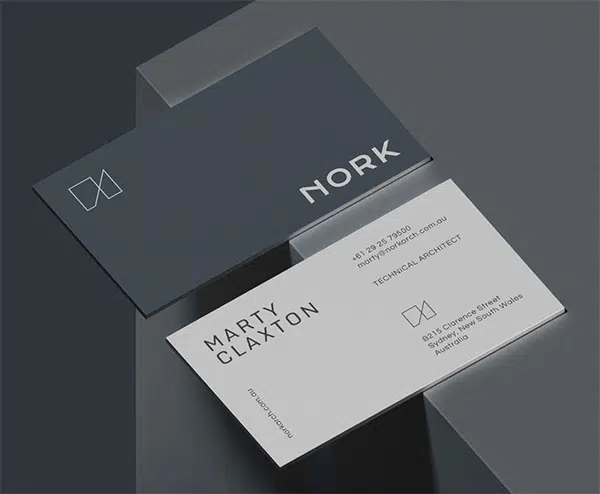 NORK
+61 29 25 79500
marty@norkarch.com.au
TECHNICAL ARCHITECT
MARTY
CLAXTON
B215 Clarence Street
Sydney, New South Wales
Australia
norkarch.com.au